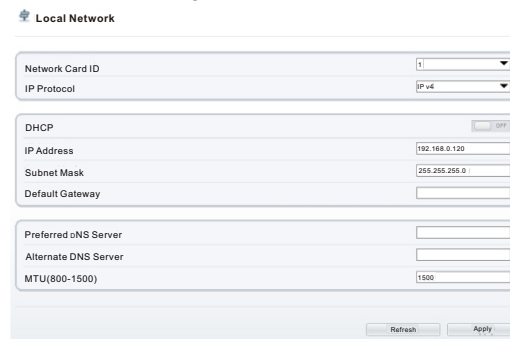 Local Network
Network Card ID 1
IP Protocol IP v4
DHCP OFF
IP Address 192.168.0.120
Subnet Mask 255.255.255.0 /
Default Gateway
Preferred DNS Server
Alternate DNS Server
MTU(800-1500) 1500
Refresh Apply